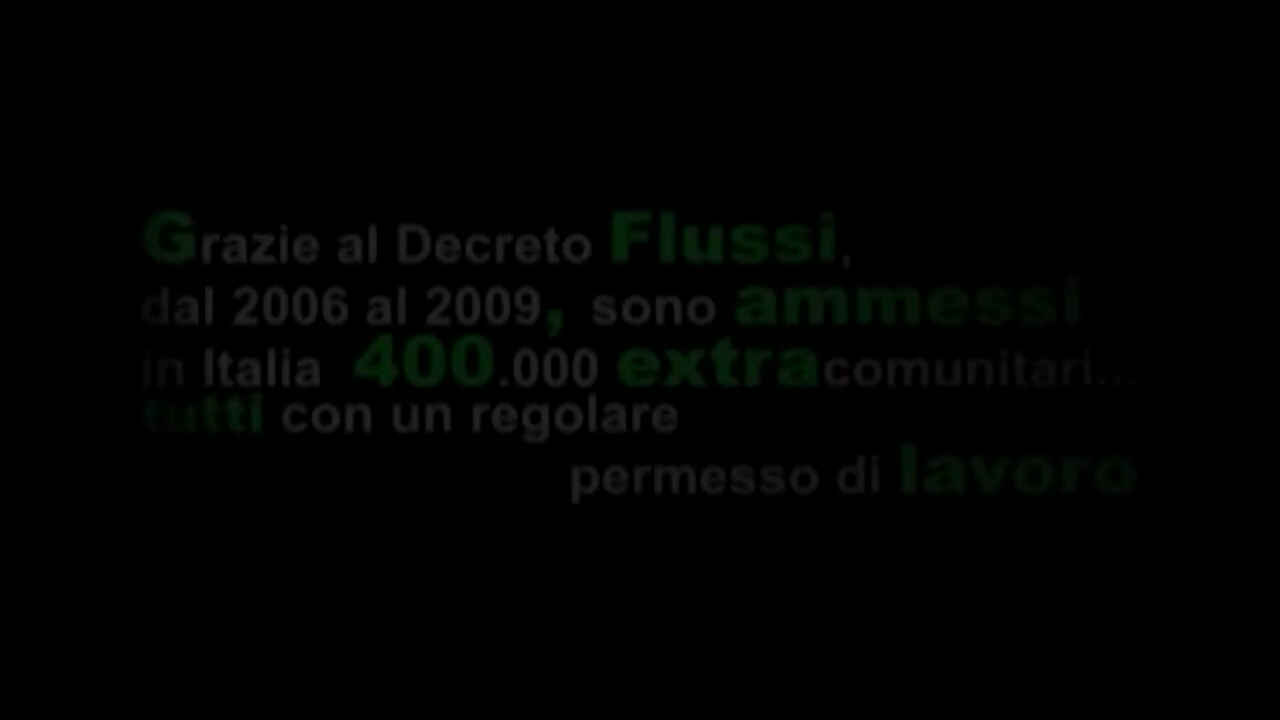 Grazie al Decreto Flussi,
dal 2006 al 2009, sono ammessi
in Italia 400.000 extracomunitari...
tutti con un regolare
permesso di lavoro